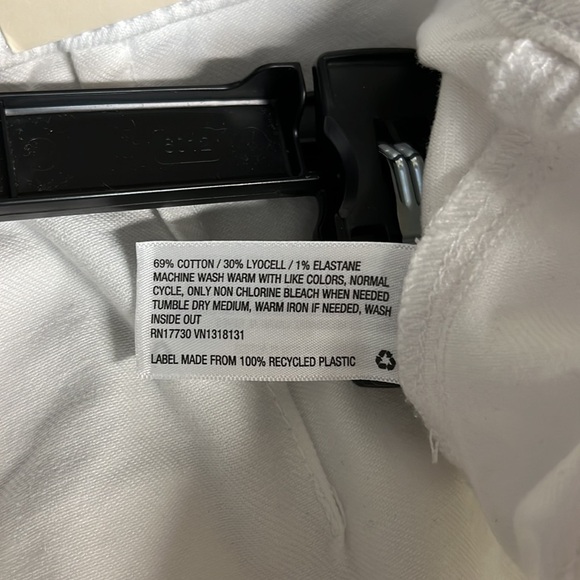 6012
69% COTTON / 30% LYOCELL / 1% ELASTANE
MACHINE WASH WARM WITH LIKE COLORS, NORMAL
CYCLE, ONLY NON CHLORINE BLEACH WHEN NEEDED
TUMBLE DRY MEDIUM, WARM IRON IF NEEDED, WASH
INSIDE OUT
RN17730 VN1318131
LABEL MADE FROM 100% RECYCLED PLASTIC